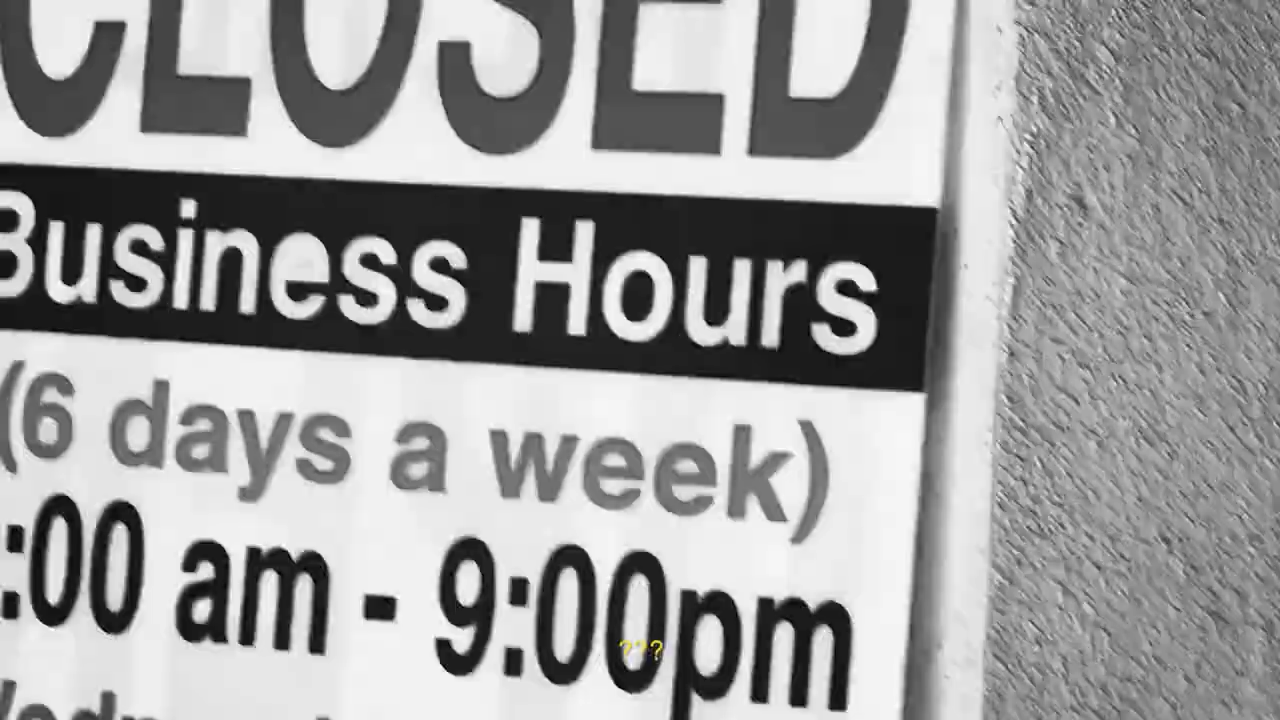 CLOSED
Business Hours
(6 days a week)
:00 am - 9:00pm
???